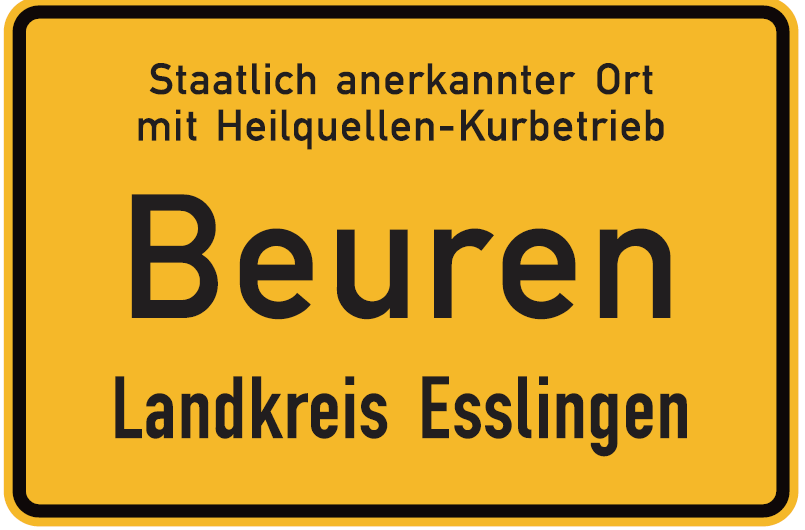 Staatlich anerkannter Ort
mit Heilquellen-Kurbetrieb
Beuren
Landkreis Esslingen